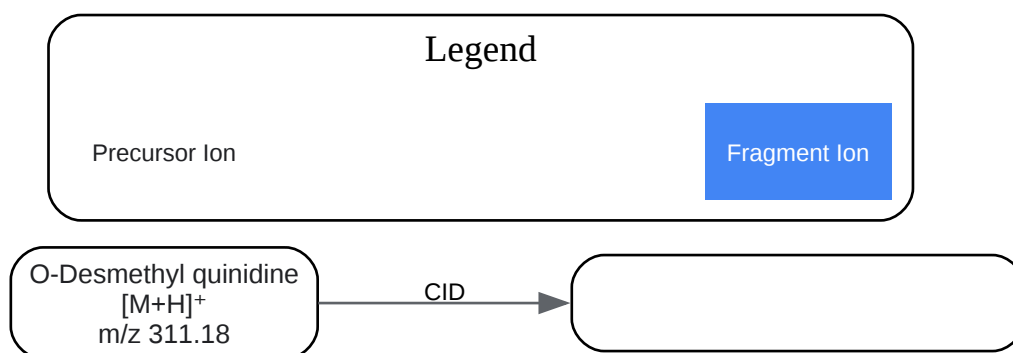 Legend
Precursor Ion
Fragment Ion
O-Desmethyl quinidine
[M+H]⁺
m/z 311.18
CID